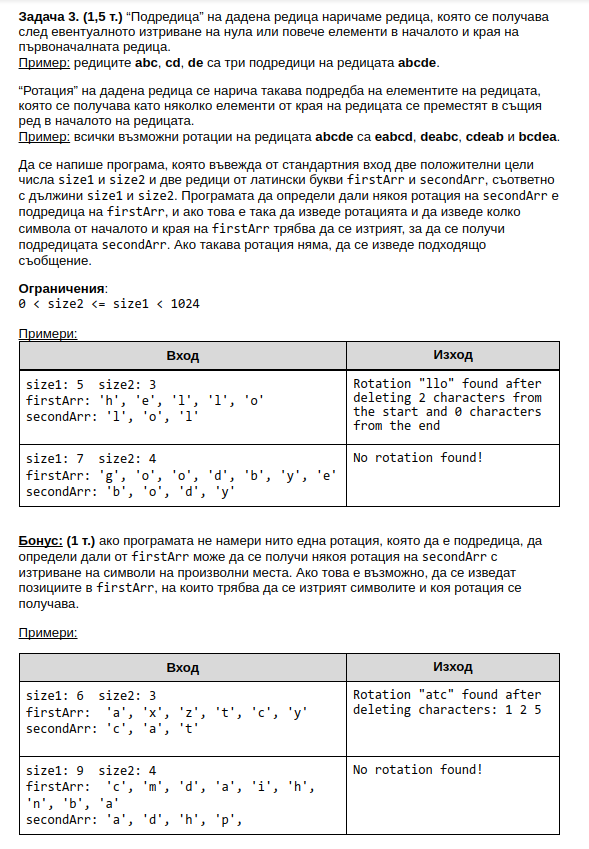 Задача 3. (1,5 т.) “Подредица” на дадена редица наричаме редица, която се получава
след евентуалното изтриване на нула или повече елементи в началото и края на
първоначалната редица.
Пример: редиците abc, cd, de са три подредици на редицата abcde.
“Ротация” на дадена редица се нарича такава подредба на елементите на редицата,
която се получава като няколко елементи от края на редицата се преместят в същия
ред в началото на редицата.
Пример: всички възможни ротации на редицата abcde са eabcd, deabc, cdeab и bcdea.
Да се напише програма, която въвежда от стандартния вход две положителни цели
числа size1 и size2 и две редици от латински букви firstArr и secondArr, съответно
с дължини size1 и size2. Програмата да определи дали някоя ротация на secondArr е
подредица на firstArr, и ако това е така да изведе ротацията и да изведе колко
символа от началото и края на firstArr трябва да се изтрият, за да се получи
подредицата secondArr. Ако такава ротация няма, да се изведе подходящо
съобщение.
Ограничения:
0 < size2 <= size1 < 1024
Примери:
Вход
Изход
size1: 5 size2: 3
firstArr: 'h', 'e', 'l', 'l', 'o'
secondArr: 'l', 'o', 'l'
Rotation "llo" found after
deleting 2 characters from
the start and 0 characters
from the end
size1: 7 size2: 4
firstArr: 'g', 'o', 'o', 'd', 'b', 'y', 'e'
secondArr: 'b', 'o', 'd', 'y'
No rotation found!
Бонус: (1 т.) ако програмата не намери нито една ротация, която да е подредица, да
определи дали от firstArr може да се получи някоя ротация на secondArr с
изтриване на символи на произволни места. Ако това е възможно, да се изведат
позициите в firstArr, на които трябва да се изтрият символите и коя ротация се
получава.
Примери:
Вход
Изход
size1: 6 size2: 3
firstArr: 'a', 'x', 'z', 't', 'c', 'y'
secondArr: 'c', 'a', 't'
Rotation "atc" found after
deleting characters: 1 2 5
size1: 9 size2: 4
firstArr: 'c', 'm', 'd', 'a', 'i', 'h',
'n', 'b', 'a'
secondArr: 'a', 'd', 'h', 'p',
No rotation found!